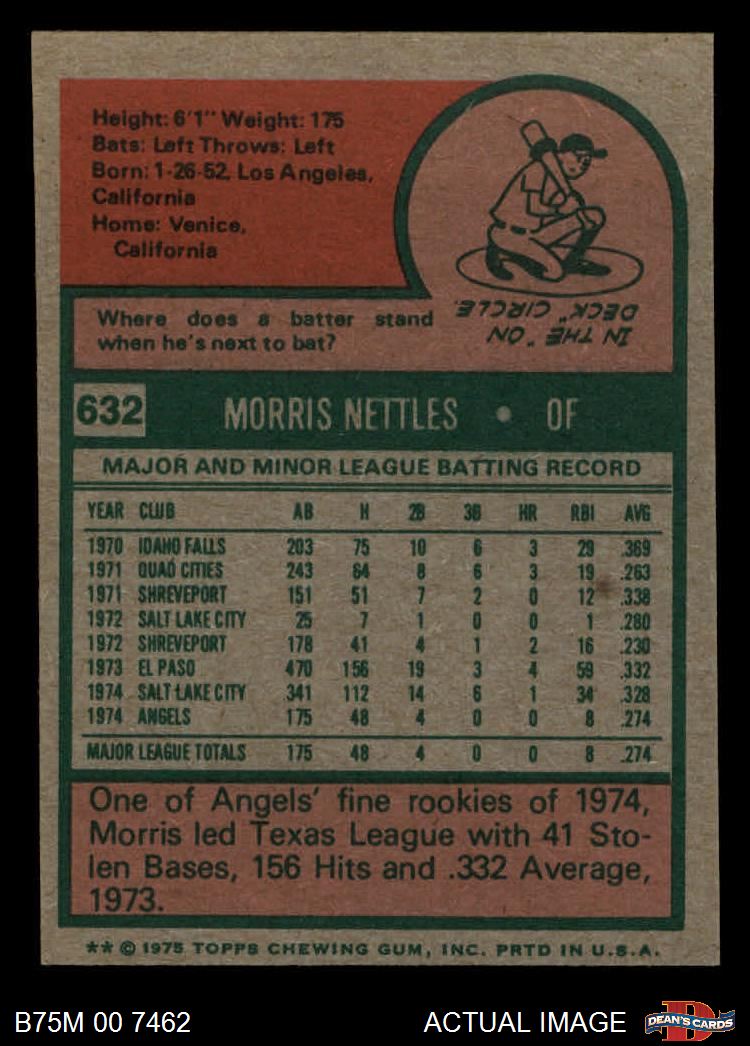 Height: 6'1" Weight: 175
Bats: Left Throws: Left
Born: 1-26-52, Los Angeles,
California
Home: Venice,
California
Where does a batter stand
when he's next to bat?
IN THE "ON
DECK" CIRCLE.
632 MORRIS NETTLES • OF
MAJOR AND MINOR LEAGUE BATTING RECORD
YEAR CLUB AB H 2B 3B HR RBI AVG
1970 IDAHO FALLS 203 75 10 6 3 29 .369
1971 QUAD CITIES 243 64 8 6 3 19 .263
1971 SHREVEPORT 151 51 7 2 0 12 .338
1972 SALT LAKE CITY 25 7 1 0 0 1 .280
1972 SHREVEPORT 178 41 4 1 2 16 .230
1973 EL PASO 470 156 19 3 4 59 .332
1974 SALT LAKE CITY 341 112 14 6 1 34 .328
1974 ANGELS 175 48 4 0 0 8 .274
MAJOR LEAGUE TOTALS 175 48 4 0 0 8 .274
One of Angels' fine rookies of 1974,
Morris led Texas League with 41 Sto-
len Bases, 156 Hits and .332 Average,
1973.
** © 1975 TOPPS CHEWING GUM, INC. PRTD IN U.S.A.
B75M 00 7462 ACTUAL IMAGE
D
DEAN'S CARDS